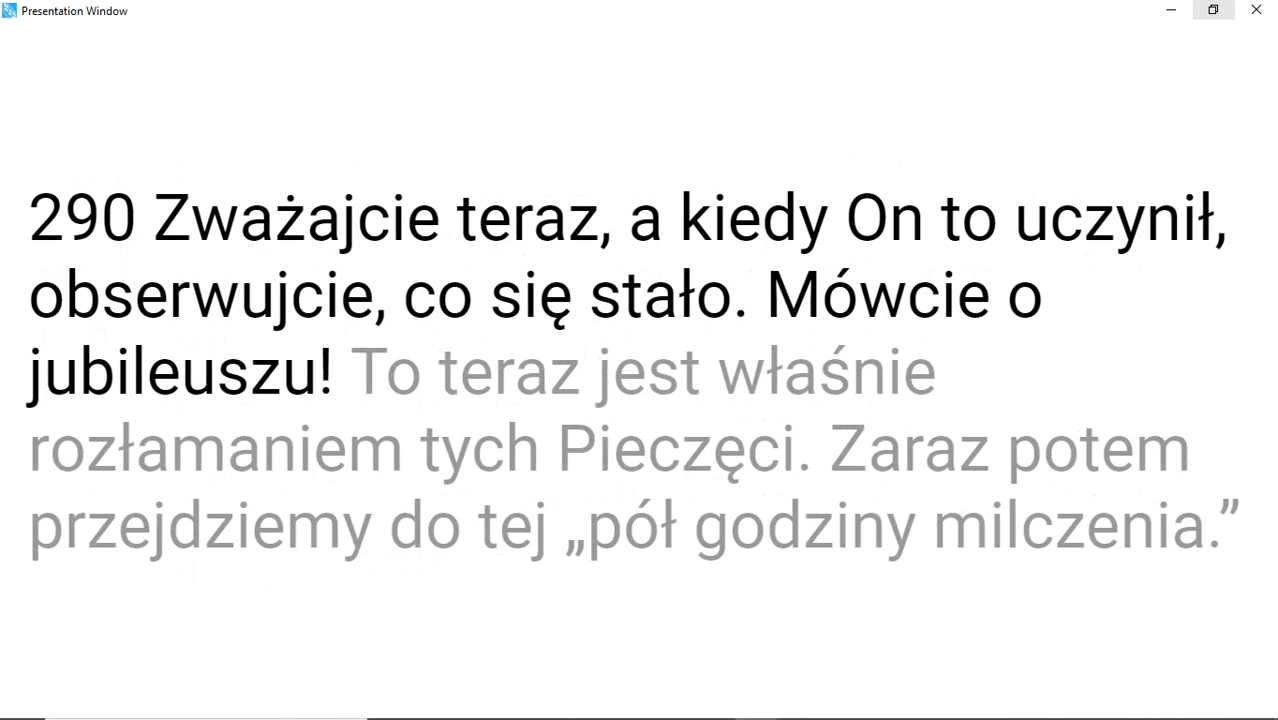 Presentation Window
290 Zważajcie teraz, a kiedy On to uczynił,
obserwujcie, co się stało. Mówcie o
jubileuszu! To teraz jest właśnie
rozłamaniem tych Pieczęci. Zaraz potem
przejdziemy do tej „pół godziny milczenia.”